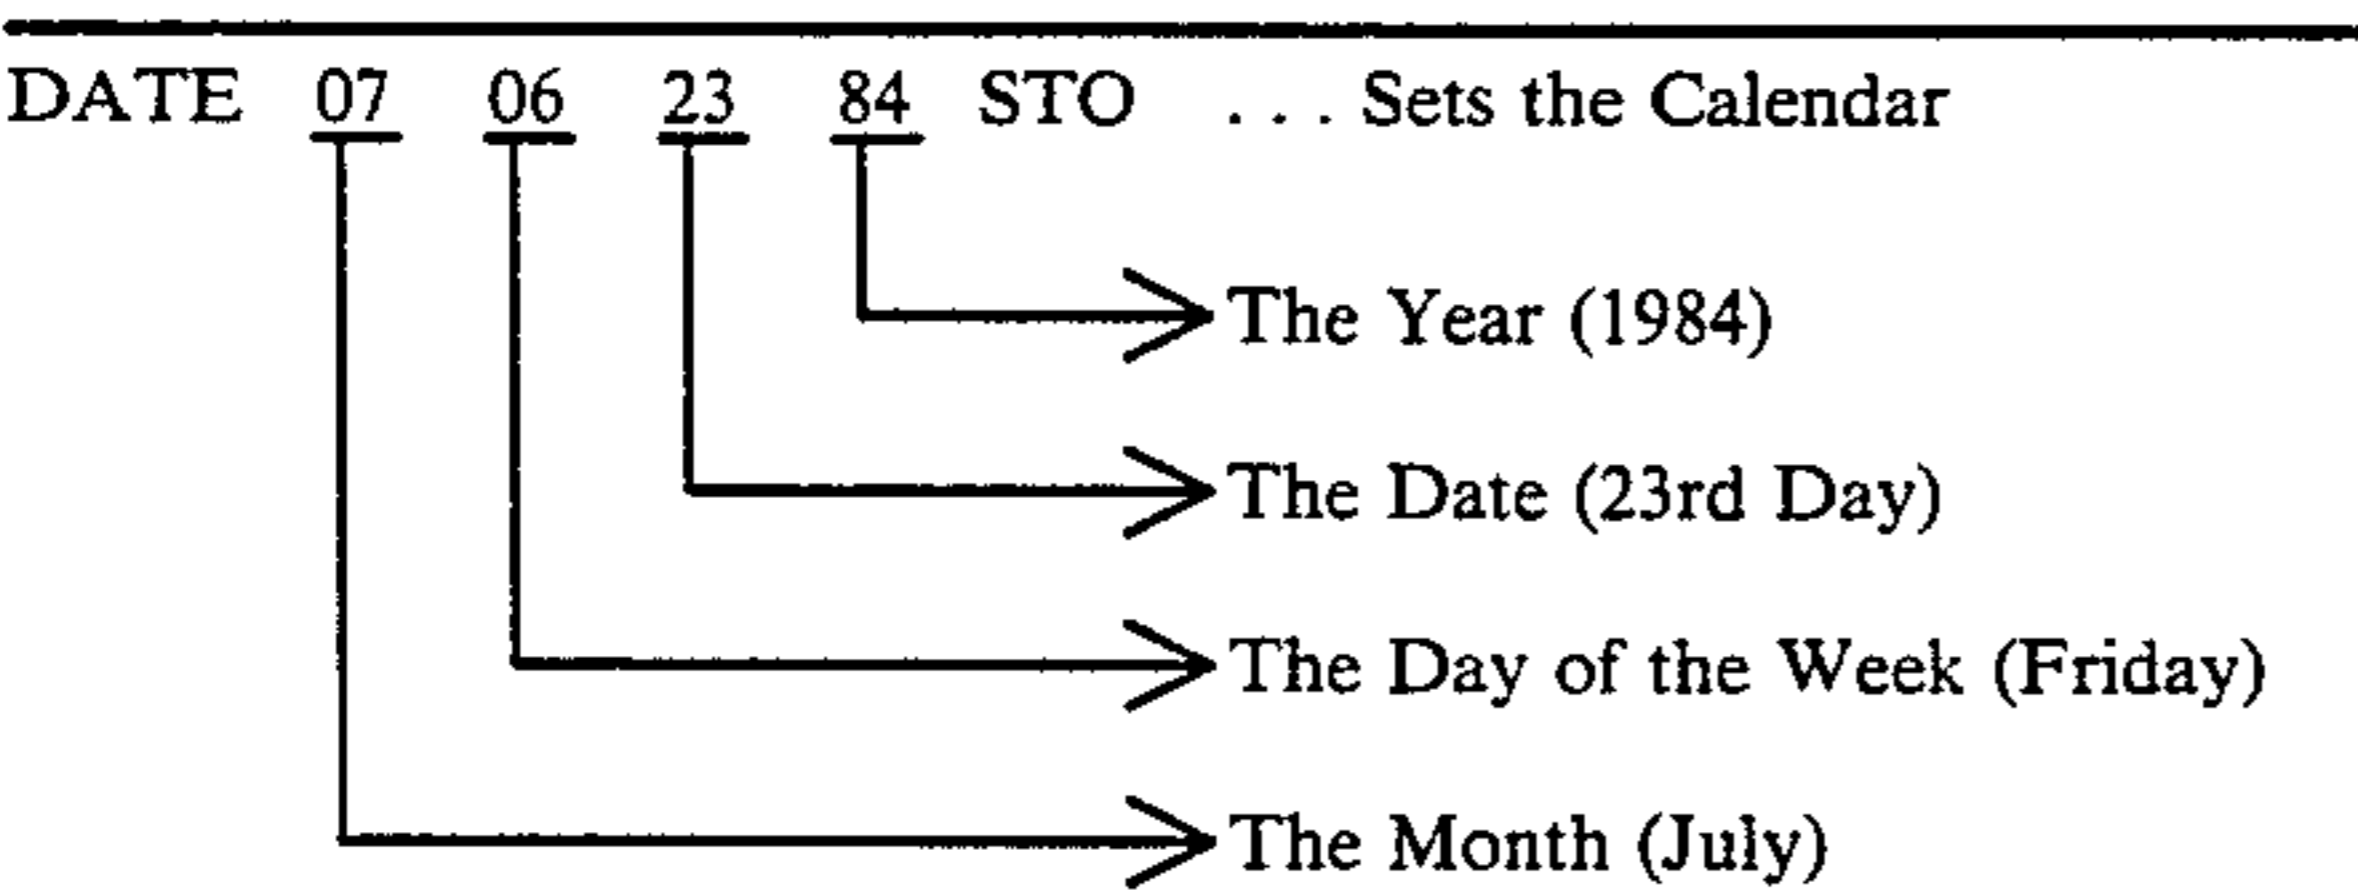 DATE 07 06 23 84 STO ... Sets the Calendar
The Year (1984)
The Date (23rd Day)
The Day of the Week (Friday)
The Month (July)